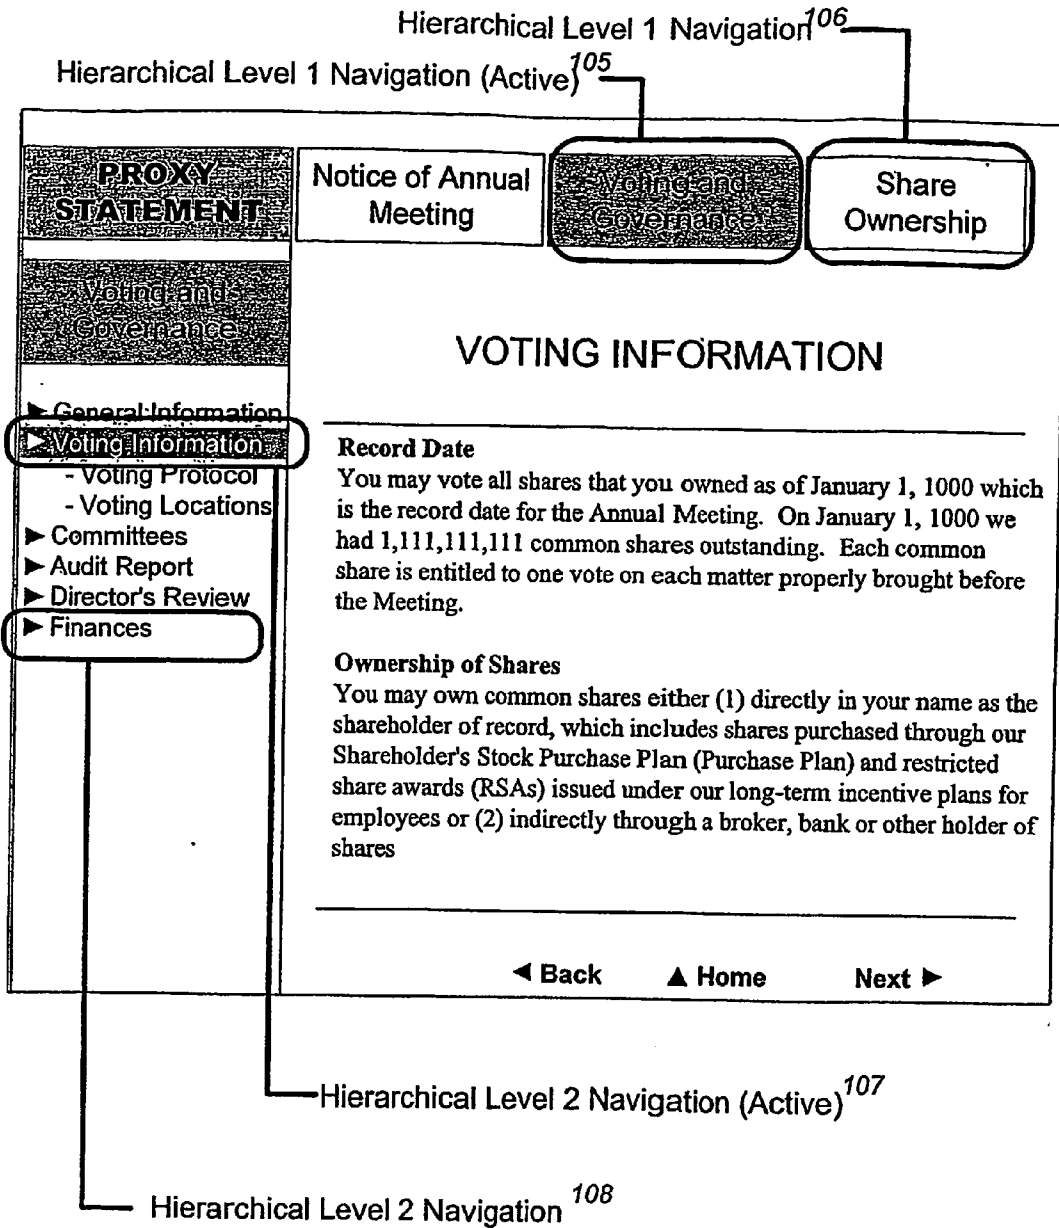 Hierarchical Level 1 Navigation 106
Hierarchical Level 1 Navigation (Active) 105
PROXY
STATEMENT
Notice of Annual
Meeting
Voting and
Governance
Share
Ownership
Voting and
Governance
VOTING INFORMATION
► General Information
► Voting Information
- Voting Protocol
- Voting Locations
► Committees
► Audit Report
► Director's Review
► Finances
Record Date
You may vote all shares that you owned as of January 1, 1000 which
is the record date for the Annual Meeting. On January 1, 1000 we
had 1,111,111,111 common shares outstanding. Each common
share is entitled to one vote on each matter properly brought before
the Meeting.
Ownership of Shares
You may own common shares either (1) directly in your name as the
shareholder of record, which includes shares purchased through our
Shareholder's Stock Purchase Plan (Purchase Plan) and restricted
share awards (RSAs) issued under our long-term incentive plans for
employees or (2) indirectly through a broker, bank or other holder of
shares
◄ Back ▲ Home Next ►
Hierarchical Level 2 Navigation (Active) 107
Hierarchical Level 2 Navigation 108